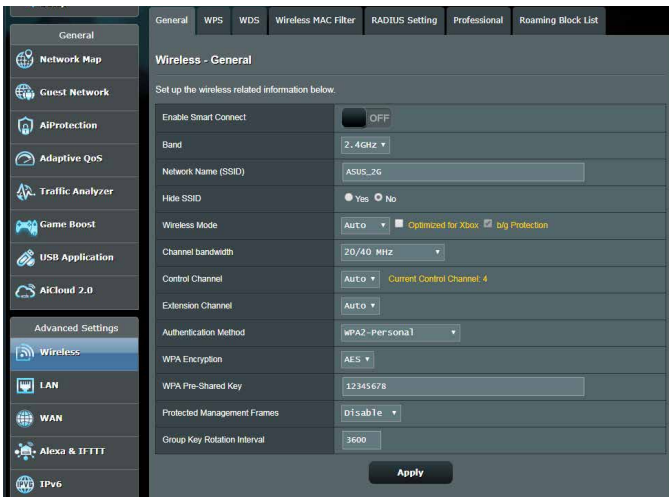 General
Network Map
Guest Network
AiProtection
Adaptive QoS
Traffic Analyzer
Game Boost
USB Application
AiCloud 2.0
Advanced Settings
Wireless
LAN
WAN
Alexa & IFTTT
IPv6
General WPS WDS Wireless MAC Filter RADIUS Setting Professional Roaming Block List
Wireless - General
Set up the wireless related information below.
Enable Smart Connect OFF
Band 2.4GHz
Network Name (SSID) ASUS_2G
Hide SSID Yes No
Wireless Mode Auto Optimized for Xbox b/g Protection
Channel bandwidth 20/40 MHz
Control Channel Auto Current Control Channel: 4
Extension Channel Auto
Authentication Method WPA2-Personal
WPA Encryption AES
WPA Pre-Shared Key 12345678
Protected Management Frames Disable
Group Key Rotation Interval 3600
Apply